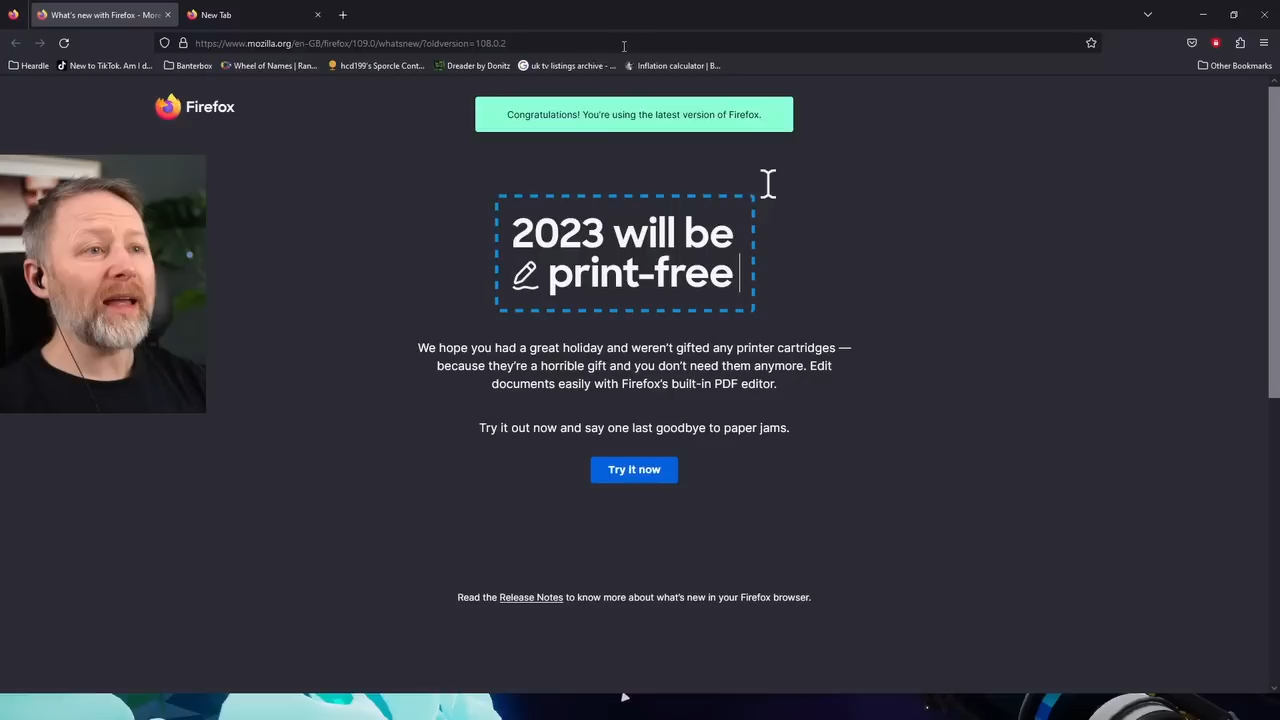 What's new with Firefox - More
New Tab
https://www.mozilla.org/en-GB/firefox/109.0/whatsnew/?oldversion=108.0.2
Heardle
New to TikTok. Am I d...
Banterbox
Wheel of Names | Ran...
hcd199's Sporcle Cont...
Dreader by Donitz
uk tv listings archive - ...
Inflation calculator | B...
Other Bookmarks
Firefox
Congratulations! You're using the latest version of Firefox.
2023 will be
print-free
We hope you had a great holiday and weren't gifted any printer cartridges —
because they're a horrible gift and you don't need them anymore. Edit
documents easily with Firefox's built-in PDF editor.
Try it out now and say one last goodbye to paper jams.
Try it now
Read the Release Notes to know more about what's new in your Firefox browser.